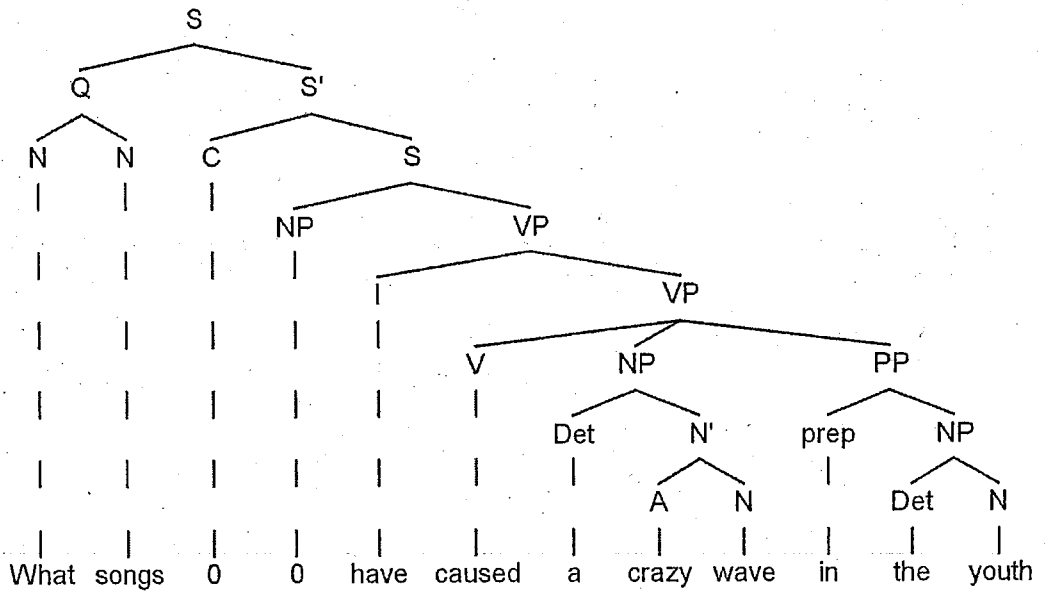 S
Q S'
N N C S
NP VP
I VP
V NP PP
Det N' prep NP
A N Det N
What songs 0 0 have caused a crazy wave in the youth